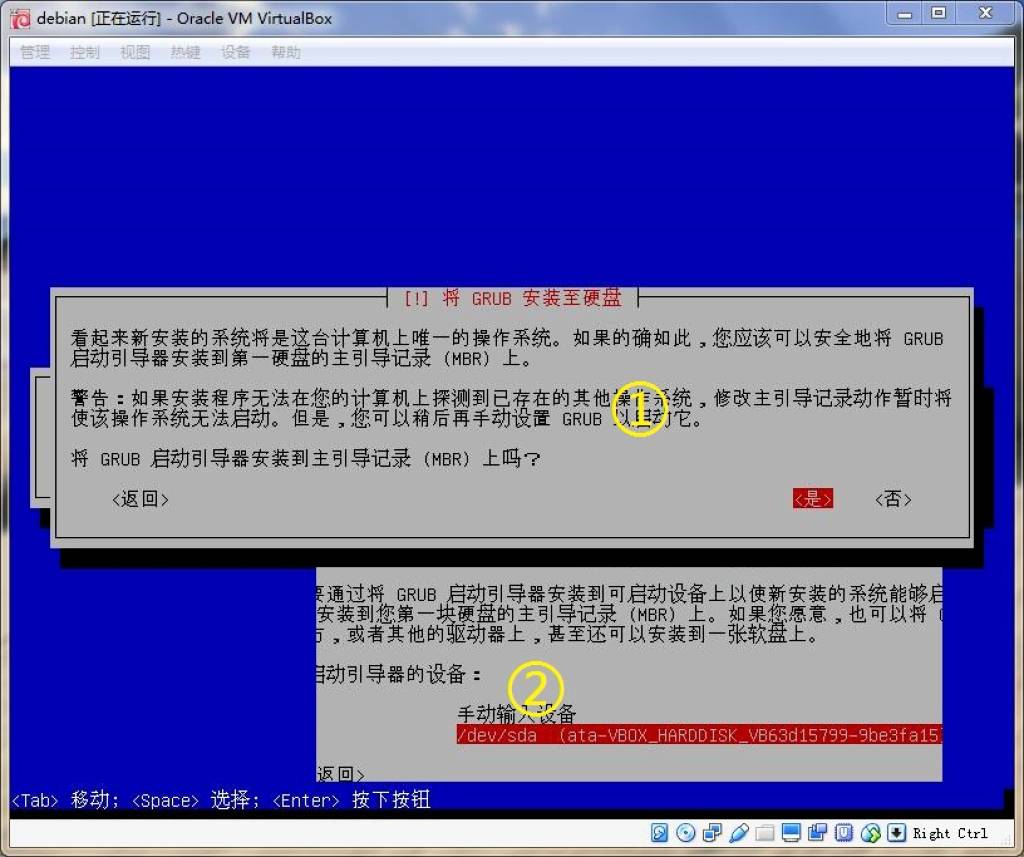 debian [正在运行] - Oracle VM VirtualBox
管理 控制 视图 热键 设备 帮助
[!] 将 GRUB 安装至硬盘
看起来新安装的系统将是这台计算机上唯一的操作系统。如果的确如此，您应该可以安全地将 GRUB
启动引导器安装到第一硬盘的主引导记录 (MBR) 上。
警告：如果安装程序无法在您的计算机上探测到已存在的其他操作系统，修改主引导记录动作暂时将
使该操作系统无法启动。但是，您可以稍后再手动设置 GRUB 以启动它。
①
将 GRUB 启动引导器安装到主引导记录 (MBR) 上吗？
<返回> <是> <否>
要通过将 GRUB 启动引导器安装到可启动设备上以使新安装的系统能够启
安装到您第一块硬盘的主引导记录 (MBR) 上。如果您愿意，也可以将
方，或者其他的驱动器上，甚至还可以安装到一张软盘上。
启动引导器的设备：
②
手动输入设备
/dev/sda (ata-VBOX_HARDDISK_VB63d15799-9be3fa15)
返回>
<Tab> 移动; <Space> 选择; <Enter> 按下按钮
Right Ctrl